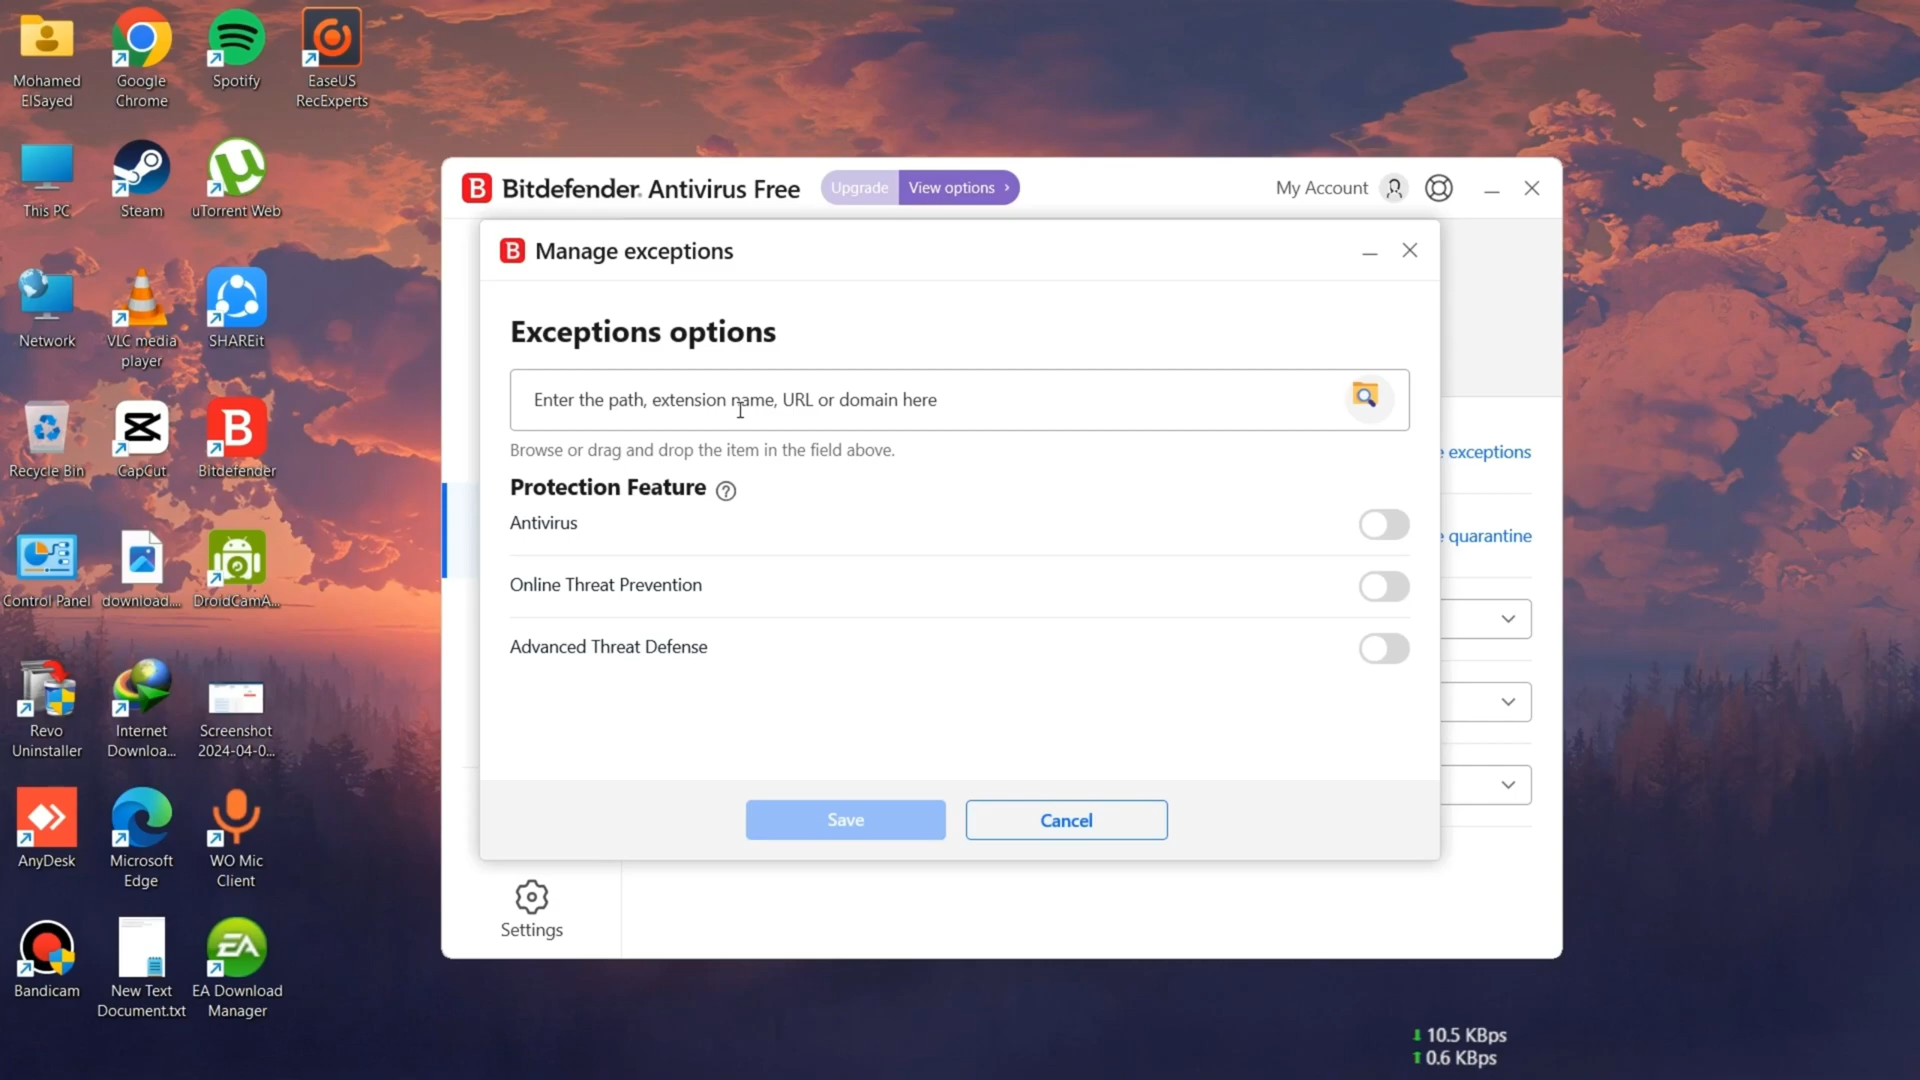 Mohamed
ElSayed
Google
Chrome
Spotify
EaseUS
RecExperts
This PC
Steam
uTorrent Web
Network
VLC media
player
SHAREit
Recycle Bin
CapCut
Bitdefender
Control Panel
download....
DroidCamA...
Revo
Uninstaller
Internet
Downloa...
Screenshot
2024-04-0...
AnyDesk
Microsoft
Edge
WO Mic
Client
Bandicam
New Text
Document.txt
EA Download
Manager
B Bitdefender Antivirus Free
Upgrade View options
My Account
B Manage exceptions
Exceptions options
Enter the path, extension name, URL or domain here
Browse or drag and drop the item in the field above.
Protection Feature ?
Antivirus
Online Threat Prevention
Advanced Threat Defense
Save
Cancel
e exceptions
e quarantine
Settings
10.5 KBps
0.6 KBps